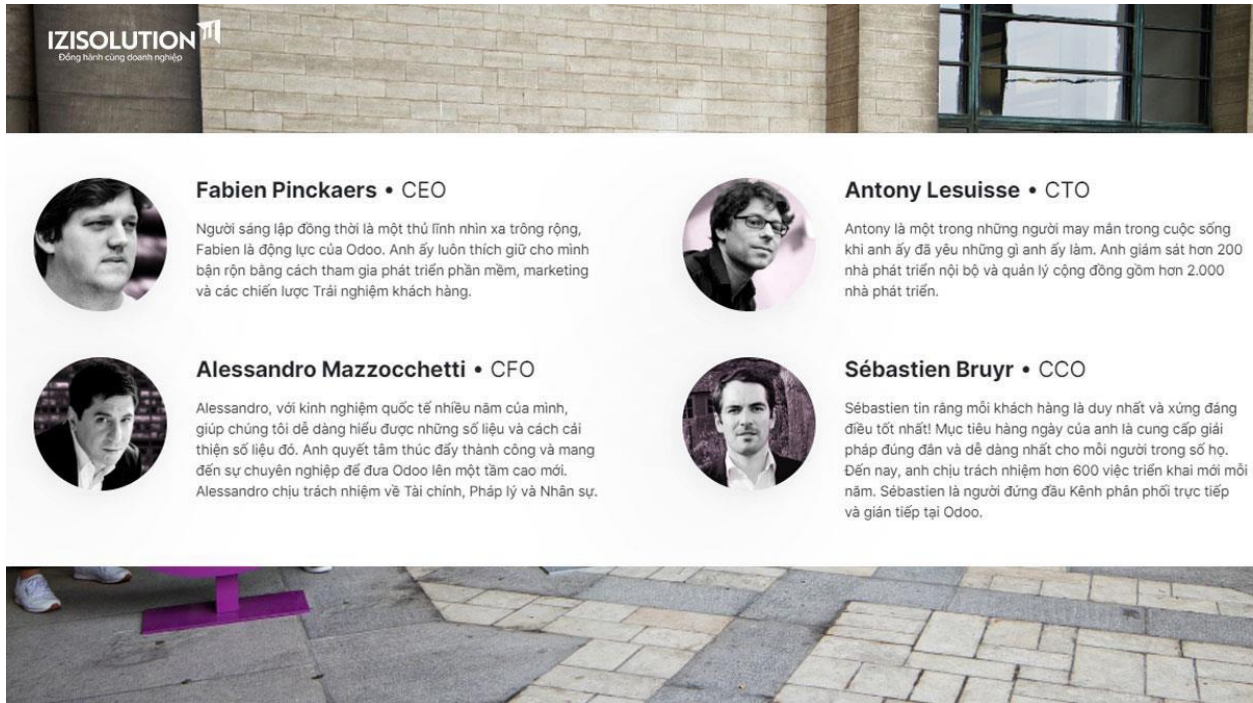 IZISOLUTION
Đồng hành cùng doanh nghiệp
Fabien Pinckaers • CEO
Người sáng lập đồng thời là một thủ lĩnh nhìn xa trông rộng,
Fabien là động lực của Odoo. Anh ấy luôn thích giữ cho mình
bận rộn bằng cách tham gia phát triển phần mềm, marketing
và các chiến lược Trải nghiệm khách hàng.
Antony Lesuisse • CTO
Antony là một trong những người may mắn trong cuộc sống
khi anh ấy đã yêu những gì anh ấy làm. Anh giám sát hơn 200
nhà phát triển nội bộ và quản lý cộng đồng gồm hơn 2.000
nhà phát triển.
Alessandro Mazzocchetti • CFO
Alessandro, với kinh nghiệm quốc tế nhiều năm của mình,
giúp chúng tôi dễ dàng hiểu được những số liệu và cách cải
thiện số liệu đó. Anh quyết tâm thúc đẩy thành công và mang
đến sự chuyên nghiệp để đưa Odoo lên một tầm cao mới.
Alessandro chịu trách nhiệm về Tài chính, Pháp lý và Nhân sự.
Sébastien Bruyr • CCO
Sébastien tin rằng mỗi khách hàng là duy nhất và xứng đáng
điều tốt nhất! Mục tiêu hàng ngày của anh là cung cấp giải
pháp đúng đắn và dễ dàng nhất cho mỗi người trong số họ.
Đến nay, anh chịu trách nhiệm hơn 600 việc triển khai mới mỗi
năm. Sébastien là người đứng đầu Kênh phân phối trực tiếp
và gián tiếp tại Odoo.